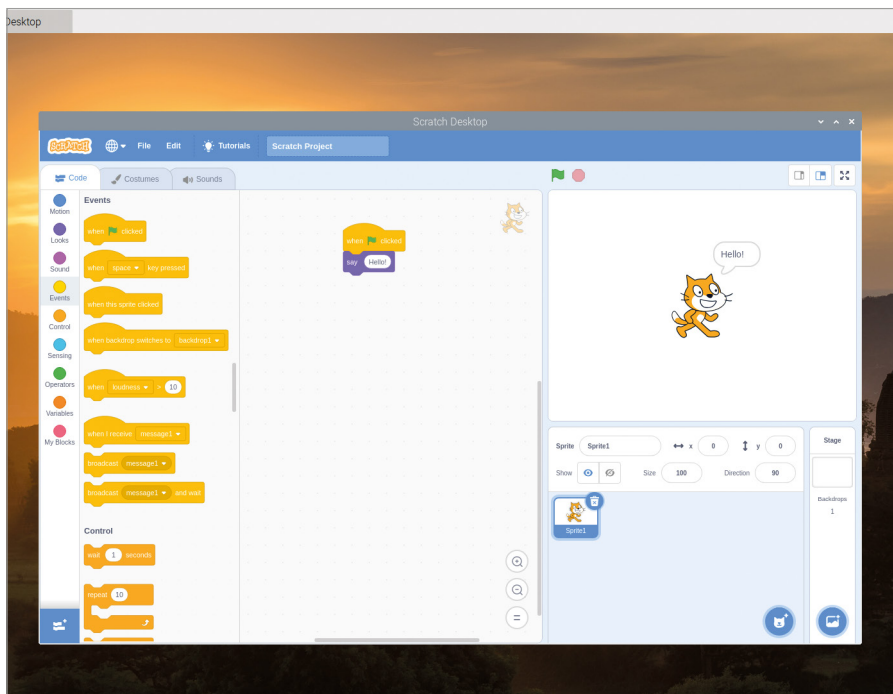 Desktop
Scratch Desktop
SCRATCH
File
Edit
Tutorials
Scratch Project
Code
Costumes
Sounds
Motion
Looks
Sound
Events
Control
Sensing
Operators
Variables
My Blocks
Events
when clicked
when space key pressed
when this sprite clicked
when backdrop switches to backdrop1
when loudness > 10
when I receive message1
broadcast message1
broadcast message1 and wait
Control
wait 1 seconds
repeat 10
when clicked
say Hello!
Hello!
Sprite Sprite1 x 0 y 0
Show Size 100 Direction 90
Sprite1
Stage
Backdrops
1